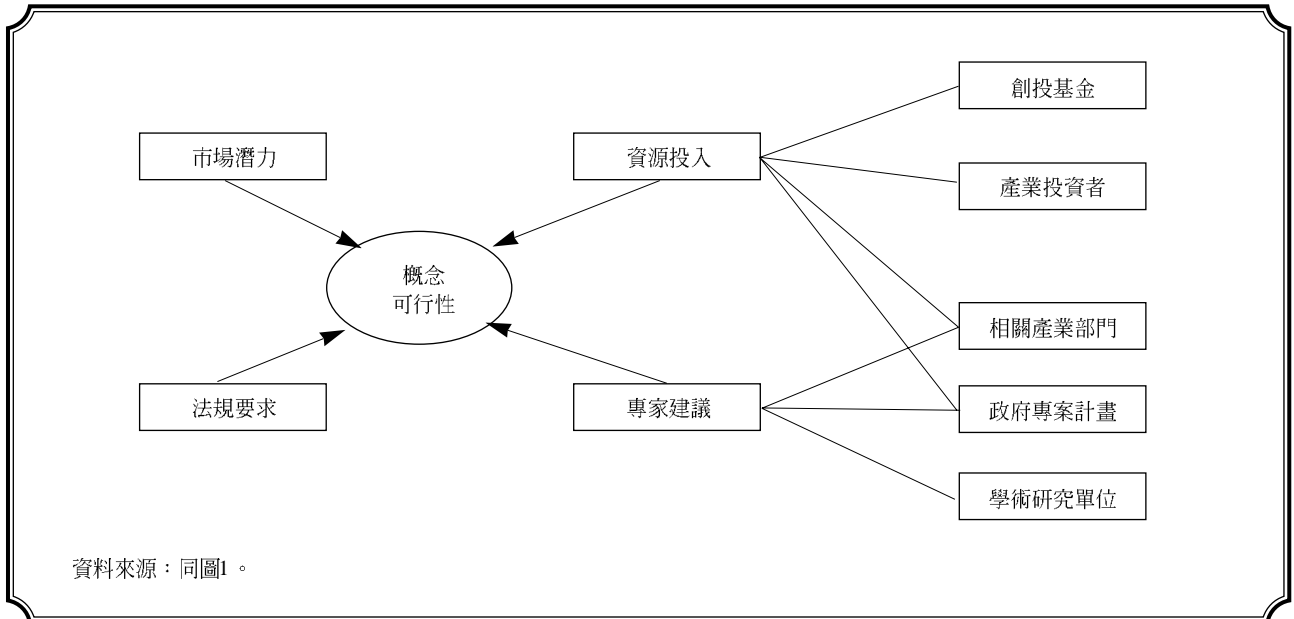 創投基金
市場潛力
資源投入
產業投資者
概念
可行性
相關產業部門
法規要求
專家建議
政府專案計畫
學術研究單位
資料來源：同圖1。